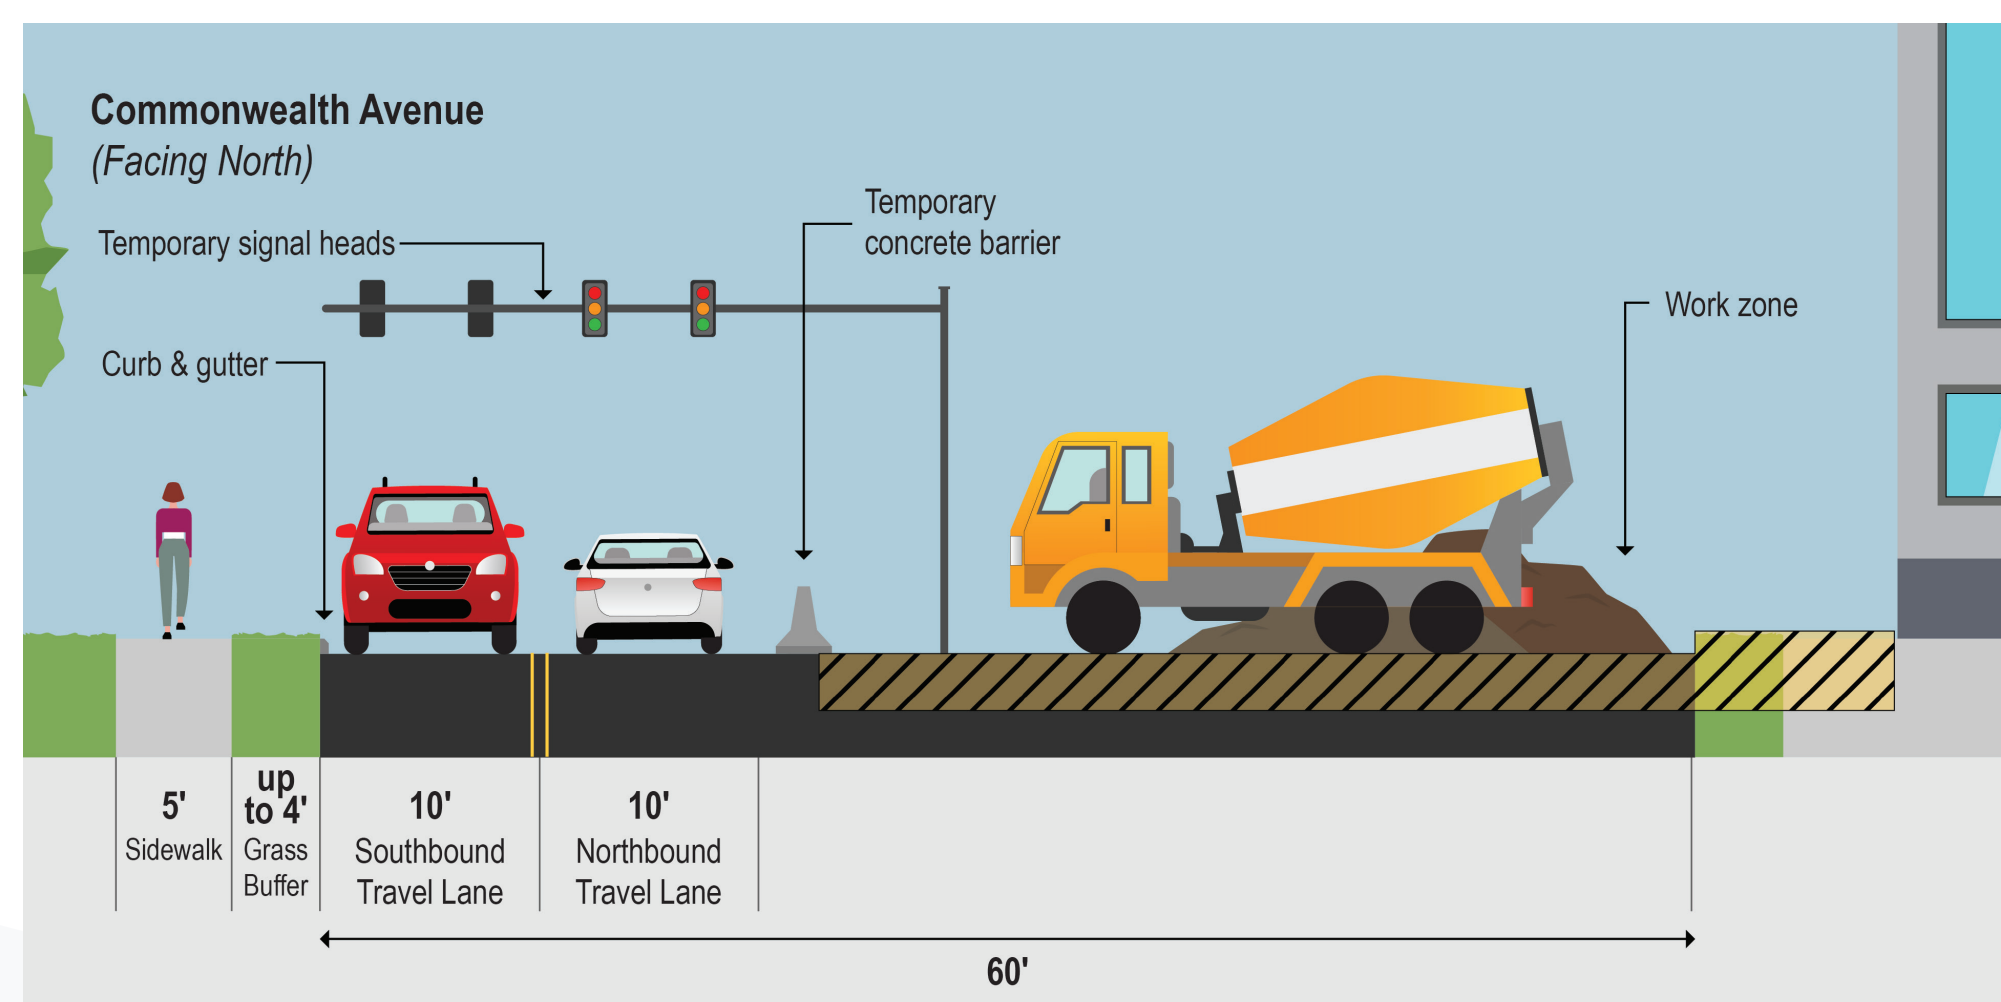 Commonwealth Avenue
(Facing North)
Temporary signal heads
Temporary
concrete barrier
Work zone
Curb & gutter
5'
Sidewalk
up
to 4'
Grass
Buffer
10'
Southbound
Travel Lane
10'
Northbound
Travel Lane
60'